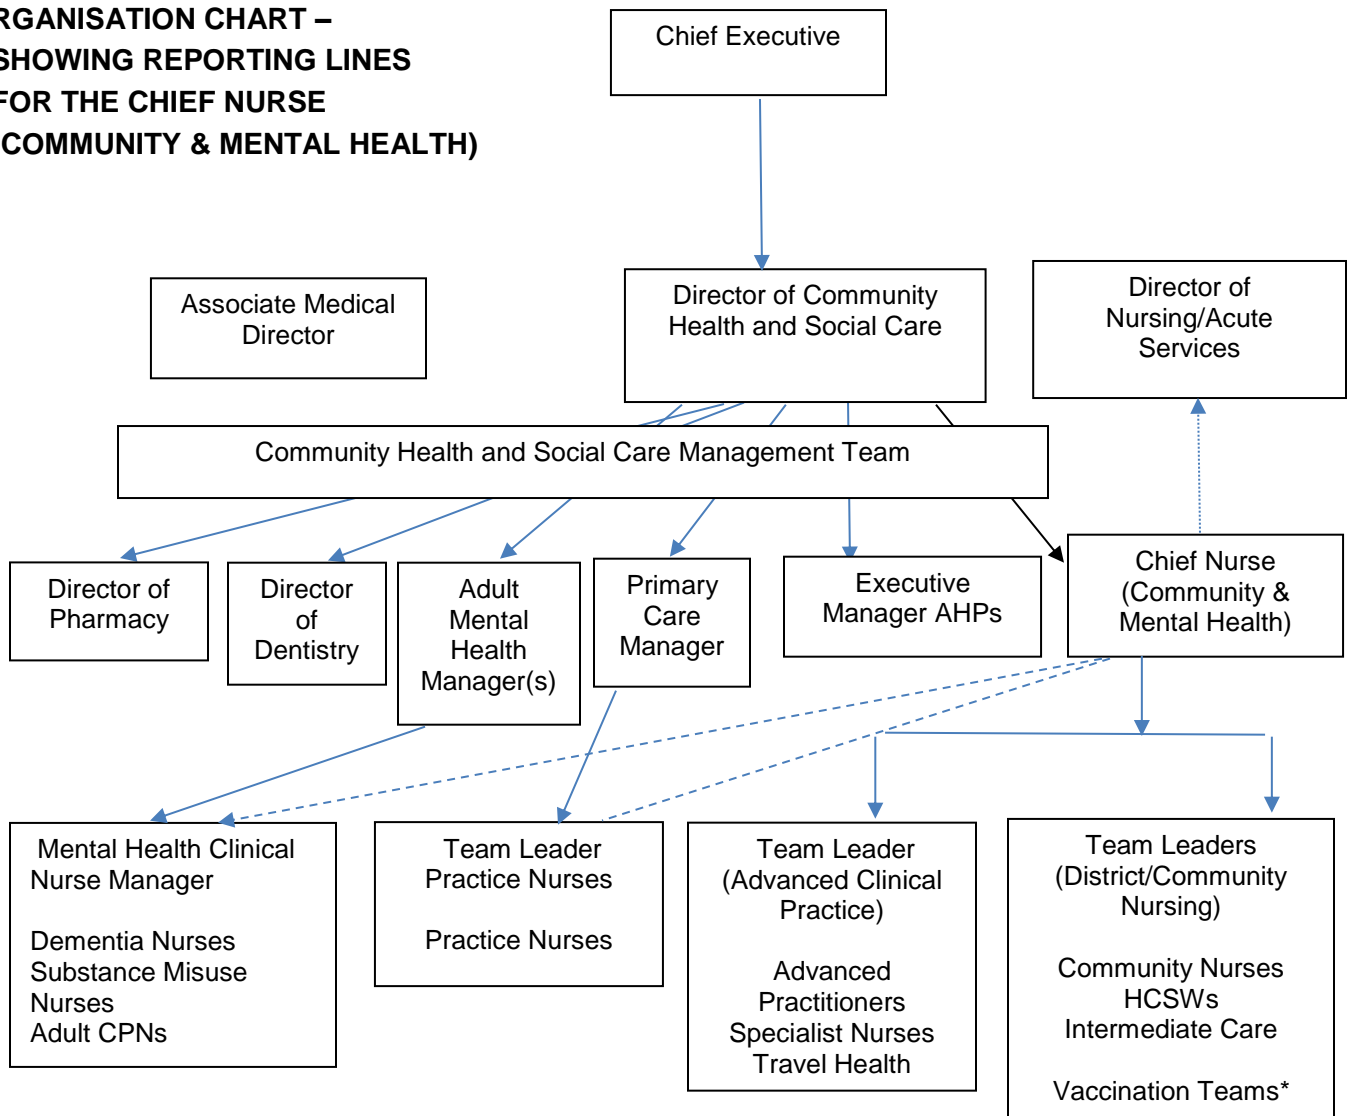 RGANISATION CHART –
SHOWING REPORTING LINES
FOR THE CHIEF NURSE
COMMUNITY & MENTAL HEALTH)
Chief Executive
Associate Medical
Director
Director of Community
Health and Social Care
Director of
Nursing/Acute
Services
Community Health and Social Care Management Team
Director of
Pharmacy
Director
of
Dentistry
Adult
Mental
Health
Manager(s)
Primary
Care
Manager
Executive
Manager AHPs
Chief Nurse
(Community &
Mental Health)
Mental Health Clinical
Nurse Manager
Dementia Nurses
Substance Misuse
Nurses
Adult CPNs
Team Leader
Practice Nurses
Practice Nurses
Team Leader
(Advanced Clinical
Practice)
Advanced
Practitioners
Specialist Nurses
Travel Health
Team Leaders
(District/Community
Nursing)
Community Nurses
HCSWs
Intermediate Care
Vaccination Teams*